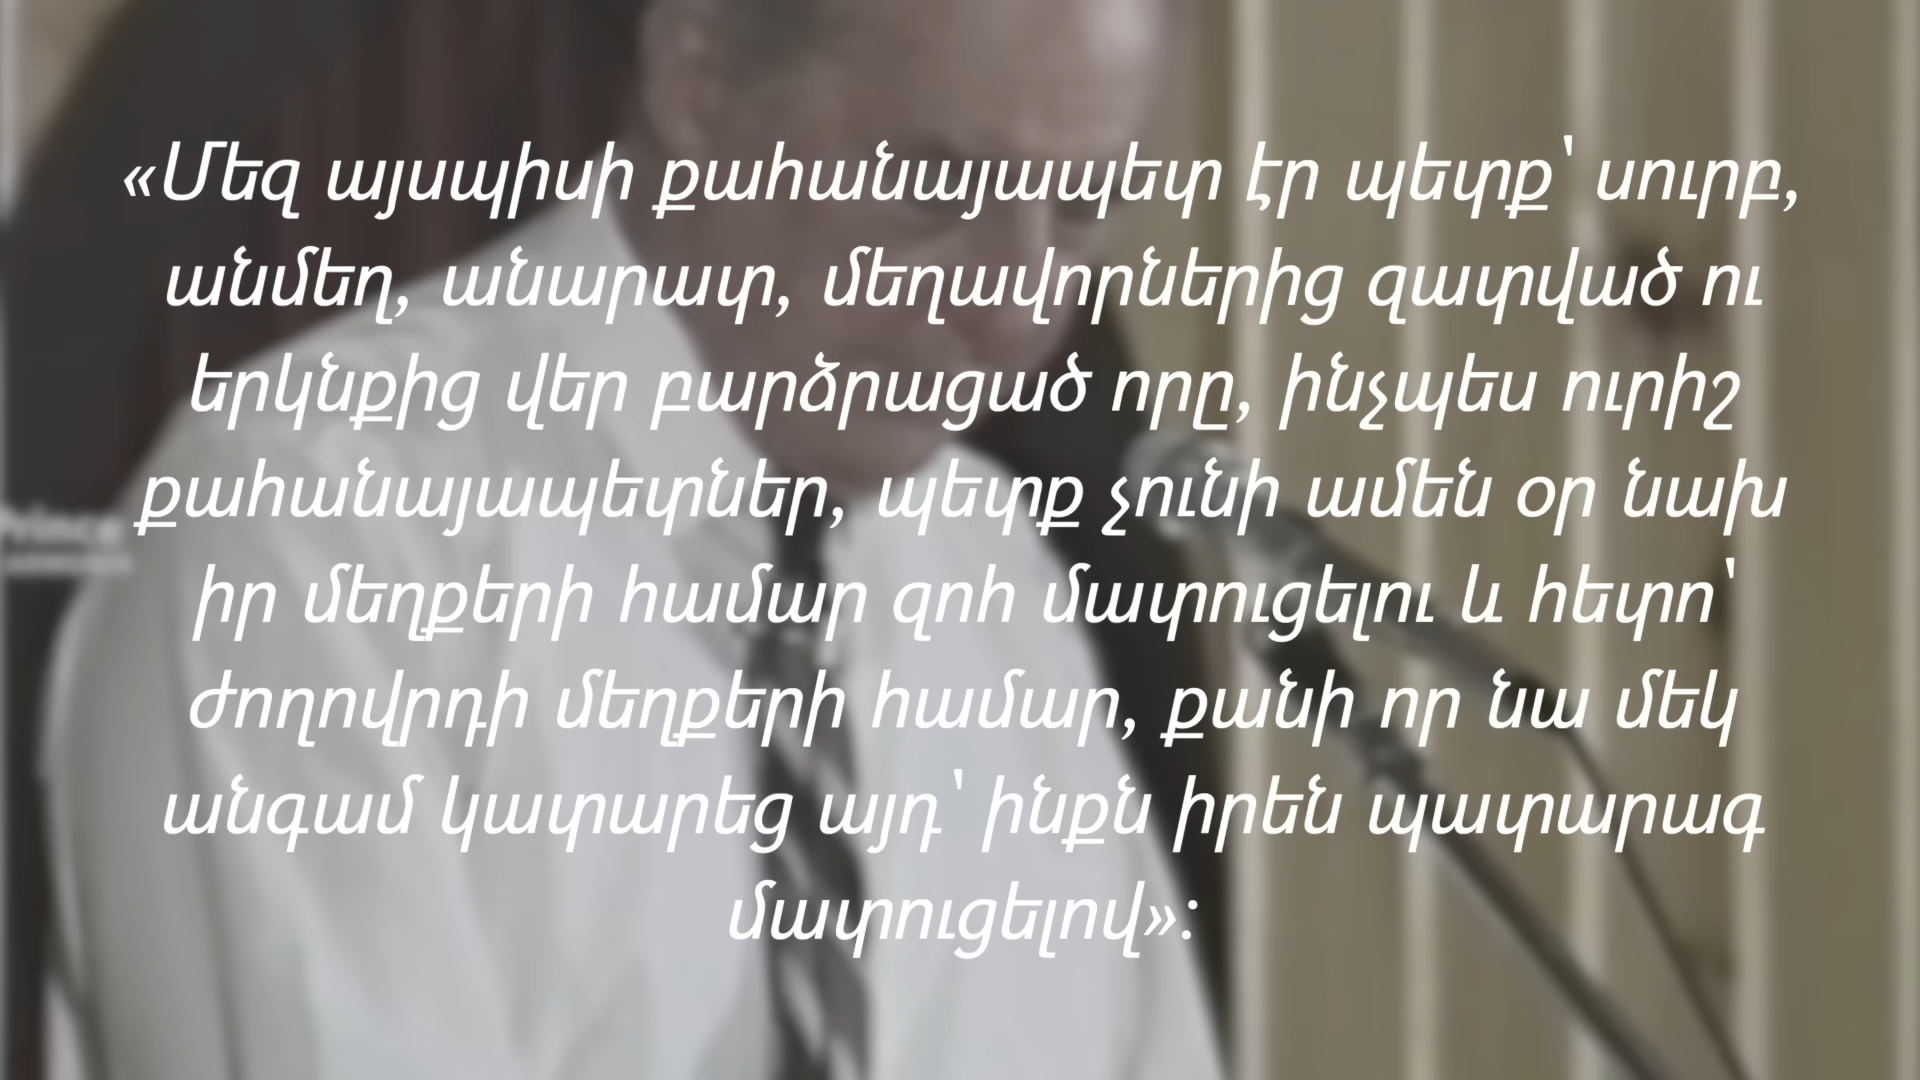 «Մեզ այսպիսի քահանայապետ էր պետք՝ սուրբ,
անմեղ, անարատ, մեղավորներից զատված ու
երկնքից վեր բարձրացած որը, ինչպես ուրիշ
քահանայապետներ, պետք չունի ամեն օր նախ
իր մեղքերի համար զոհ մատուցելու և հետո՝
ժողովրդի մեղքերի համար, քանի որ նա մեկ
անգամ կատարեց այդ՝ ինքն իրեն պատարագ
մատուցելով»։
Prince